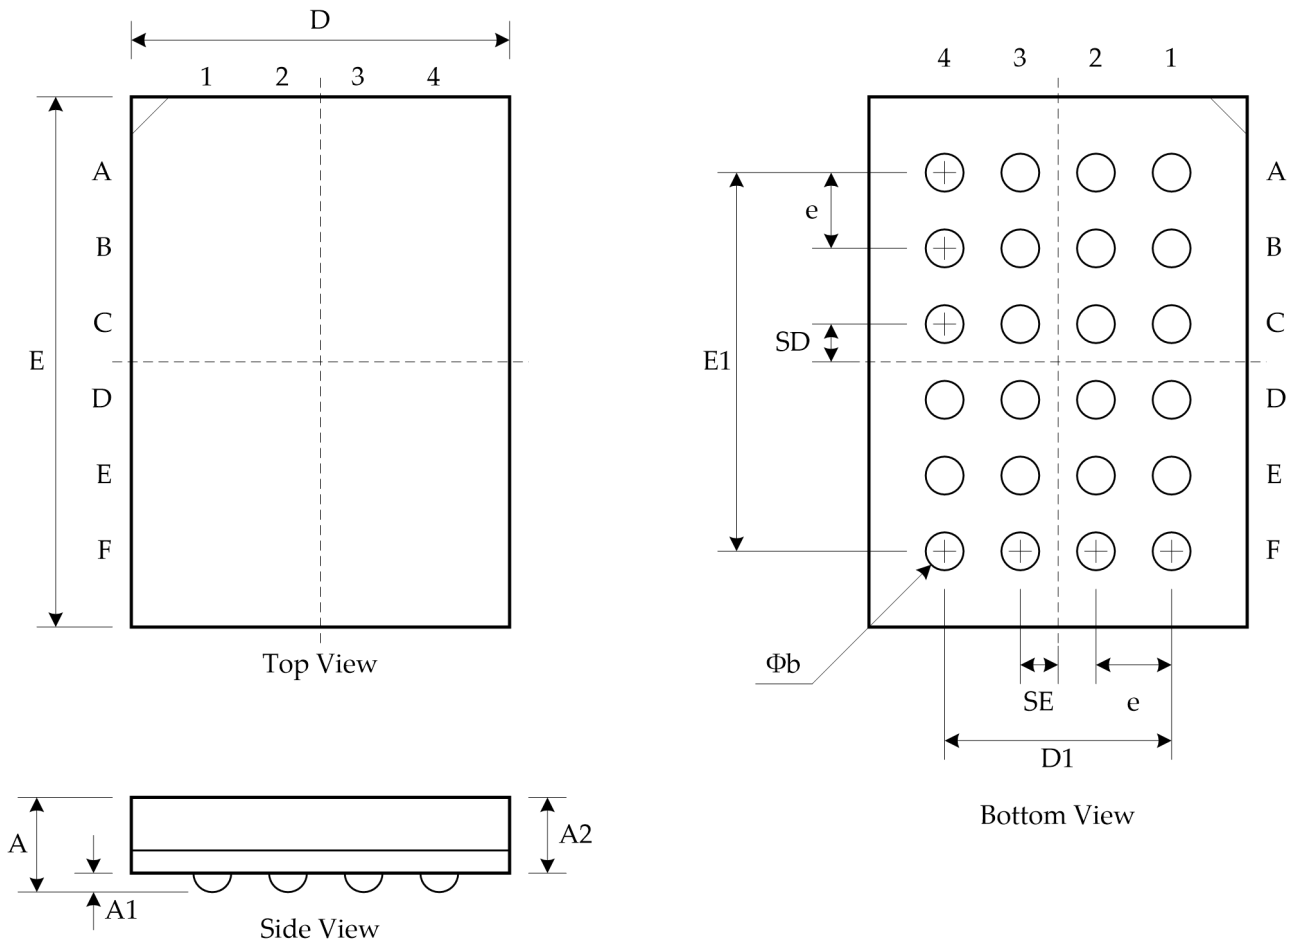 D
1 2 3 4
A
B
C
E
D
E
F
Top View
4 3 2 1
A
e
B
C
SD
E1
D
E
F
Φb
SE e
D1
Bottom View
A
A2
A1
Side View